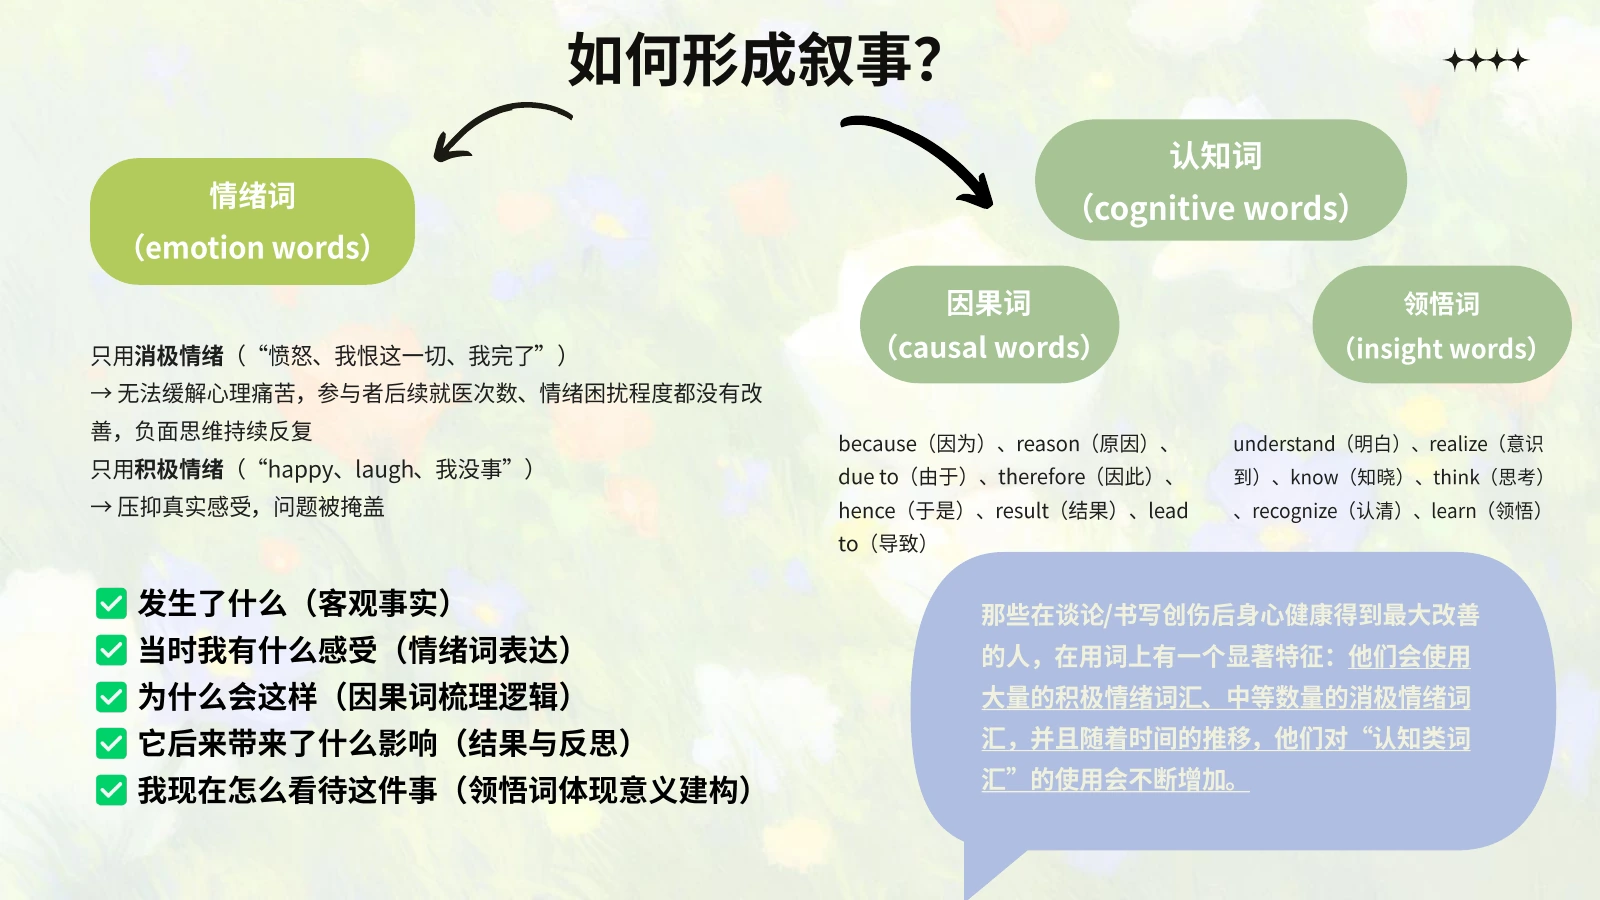 如何形成叙事？
情绪词
（emotion words）
只用消极情绪（“愤怒、我恨这一切、我完了”）
→ 无法缓解心理痛苦，参与者后续就医次数、情绪困扰程度都没有改
善，负面思维持续反复
只用积极情绪（“happy、laugh、我没事”）
→ 压抑真实感受，问题被掩盖
✅ 发生了什么（客观事实）
✅ 当时我有什么感受（情绪词表达）
✅ 为什么会这样（因果词梳理逻辑）
✅ 它后来带来了什么影响（结果与反思）
✅ 我现在怎么看待这件事（领悟词体现意义建构）
认知词
（cognitive words）
因果词
（causal words）
because（因为）、reason（原因）、
due to（由于）、therefore（因此）、
hence（于是）、result（结果）、lead
to（导致）
领悟词
（insight words）
understand（明白）、realize（意识
到）、know（知晓）、think（思考）
、recognize（认清）、learn（领悟）
那些在谈论/书写创伤后身心健康得到最大改善
的人，在用词上有一个显著特征：他们会使用
大量的积极情绪词汇、中等数量的消极情绪词
汇，并且随着时间的推移，他们对“认知类词
汇”的使用会不断增加。